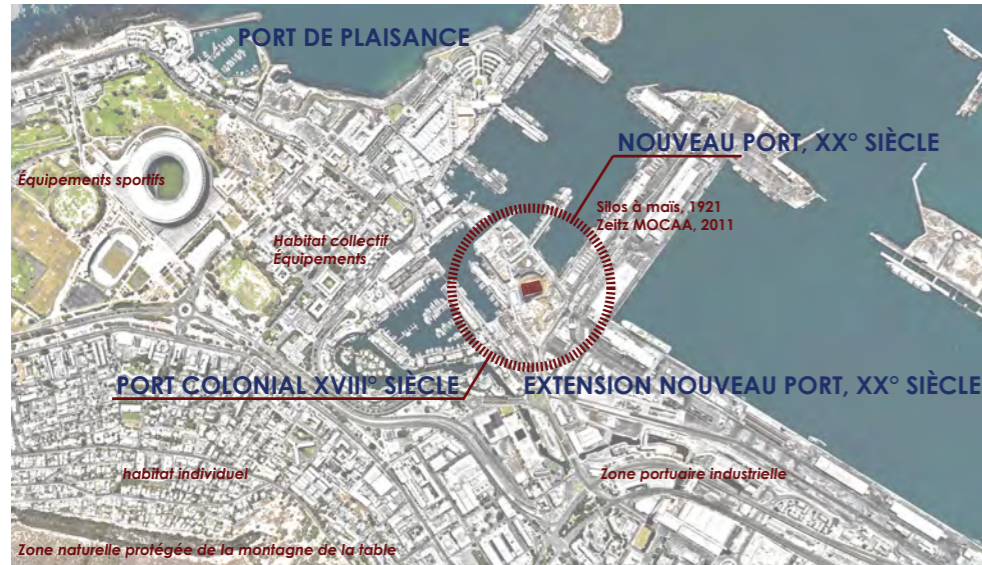 PORT DE PLAISANCE
NOUVEAU PORT, XX° SIÈCLE
Équipements sportifs
Silos à maïs, 1921
Zeitz MOCAA, 2011
Habitat collectif
Équipements
PORT COLONIAL XVIII° SIÈCLE
EXTENSION NOUVEAU PORT, XX° SIÈCLE
habitat individuel
Zone portuaire industrielle
Zone naturelle protégée de la montagne de la table